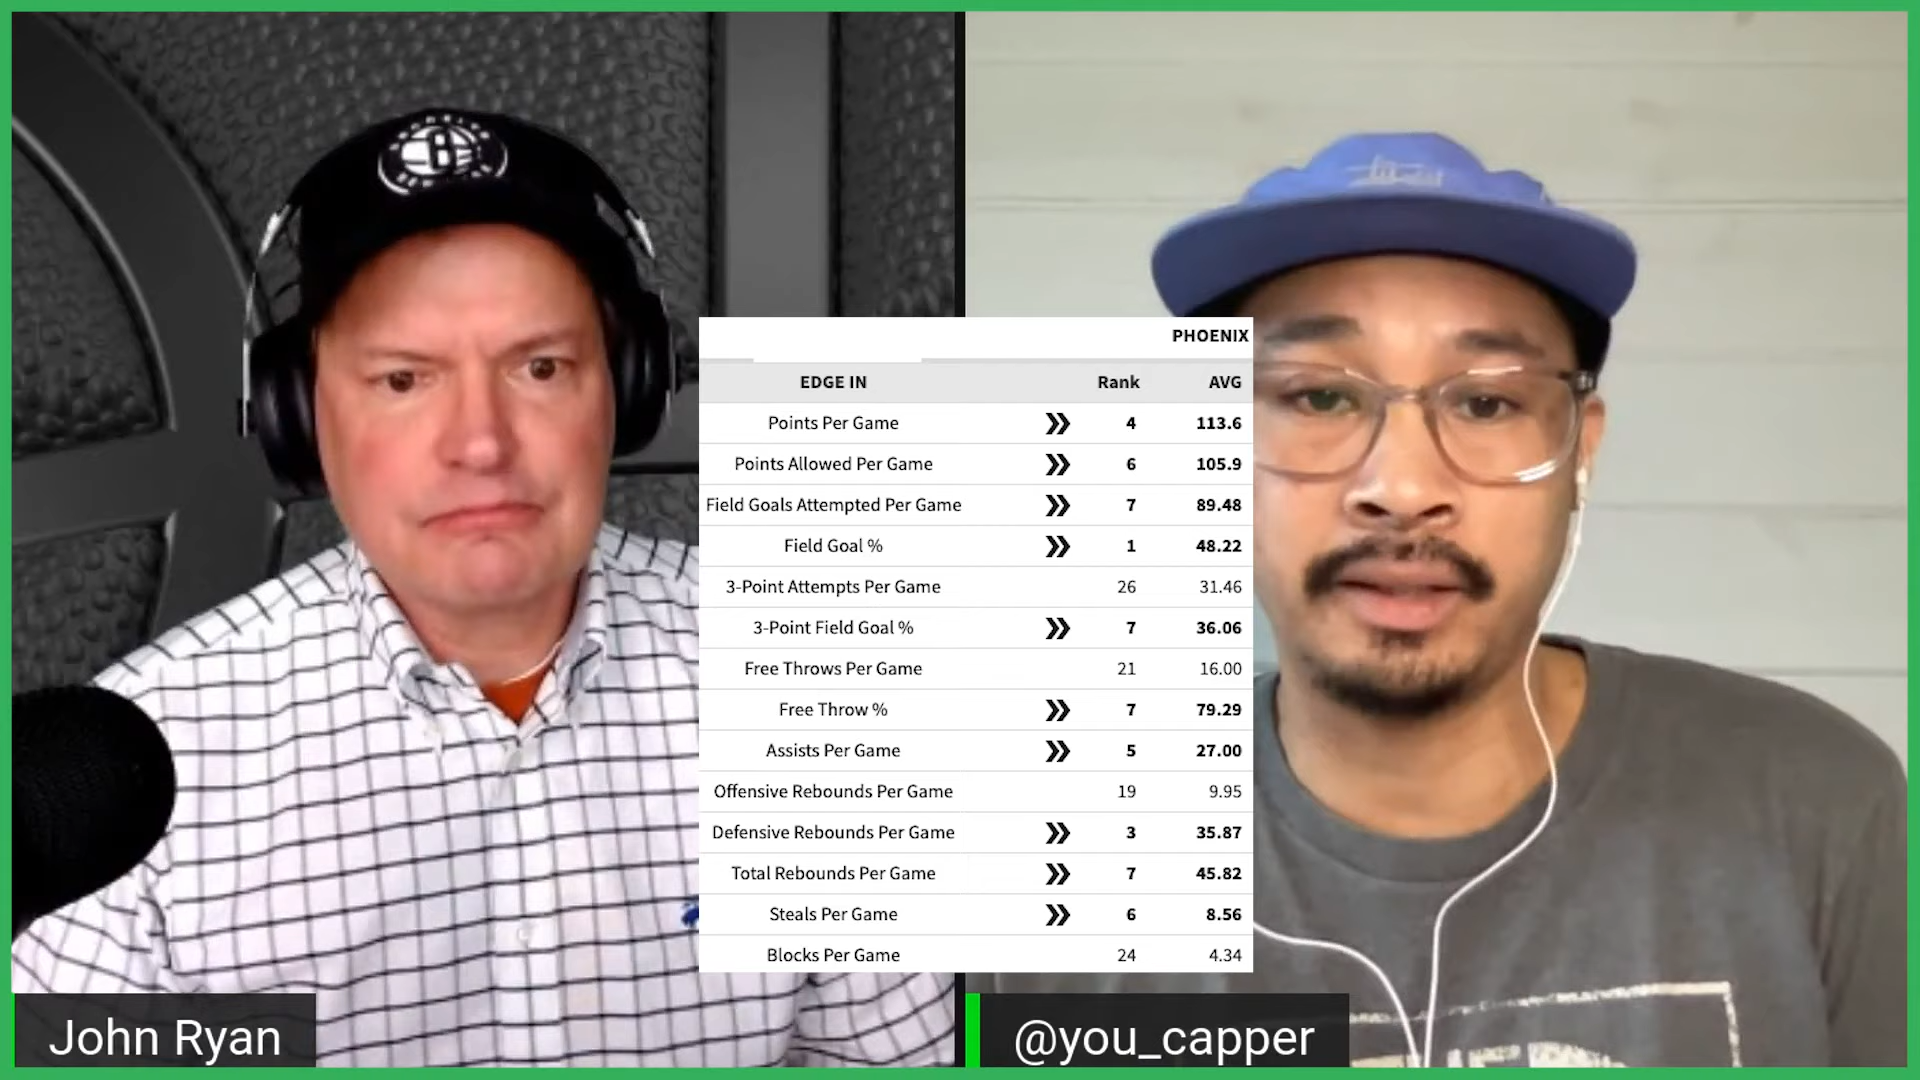 B
PHOENIX
EDGE IN Rank AVG
Points Per Game » 4 113.6
Points Allowed Per Game » 6 105.9
Field Goals Attempted Per Game » 7 89.48
Field Goal % » 1 48.22
3-Point Attempts Per Game 26 31.46
3-Point Field Goal % » 7 36.06
Free Throws Per Game 21 16.00
Free Throw % » 7 79.29
Assists Per Game » 5 27.00
Offensive Rebounds Per Game 19 9.95
Defensive Rebounds Per Game » 3 35.87
Total Rebounds Per Game » 7 45.82
Steals Per Game » 6 8.56
Blocks Per Game 24 4.34
John Ryan
@you_capper